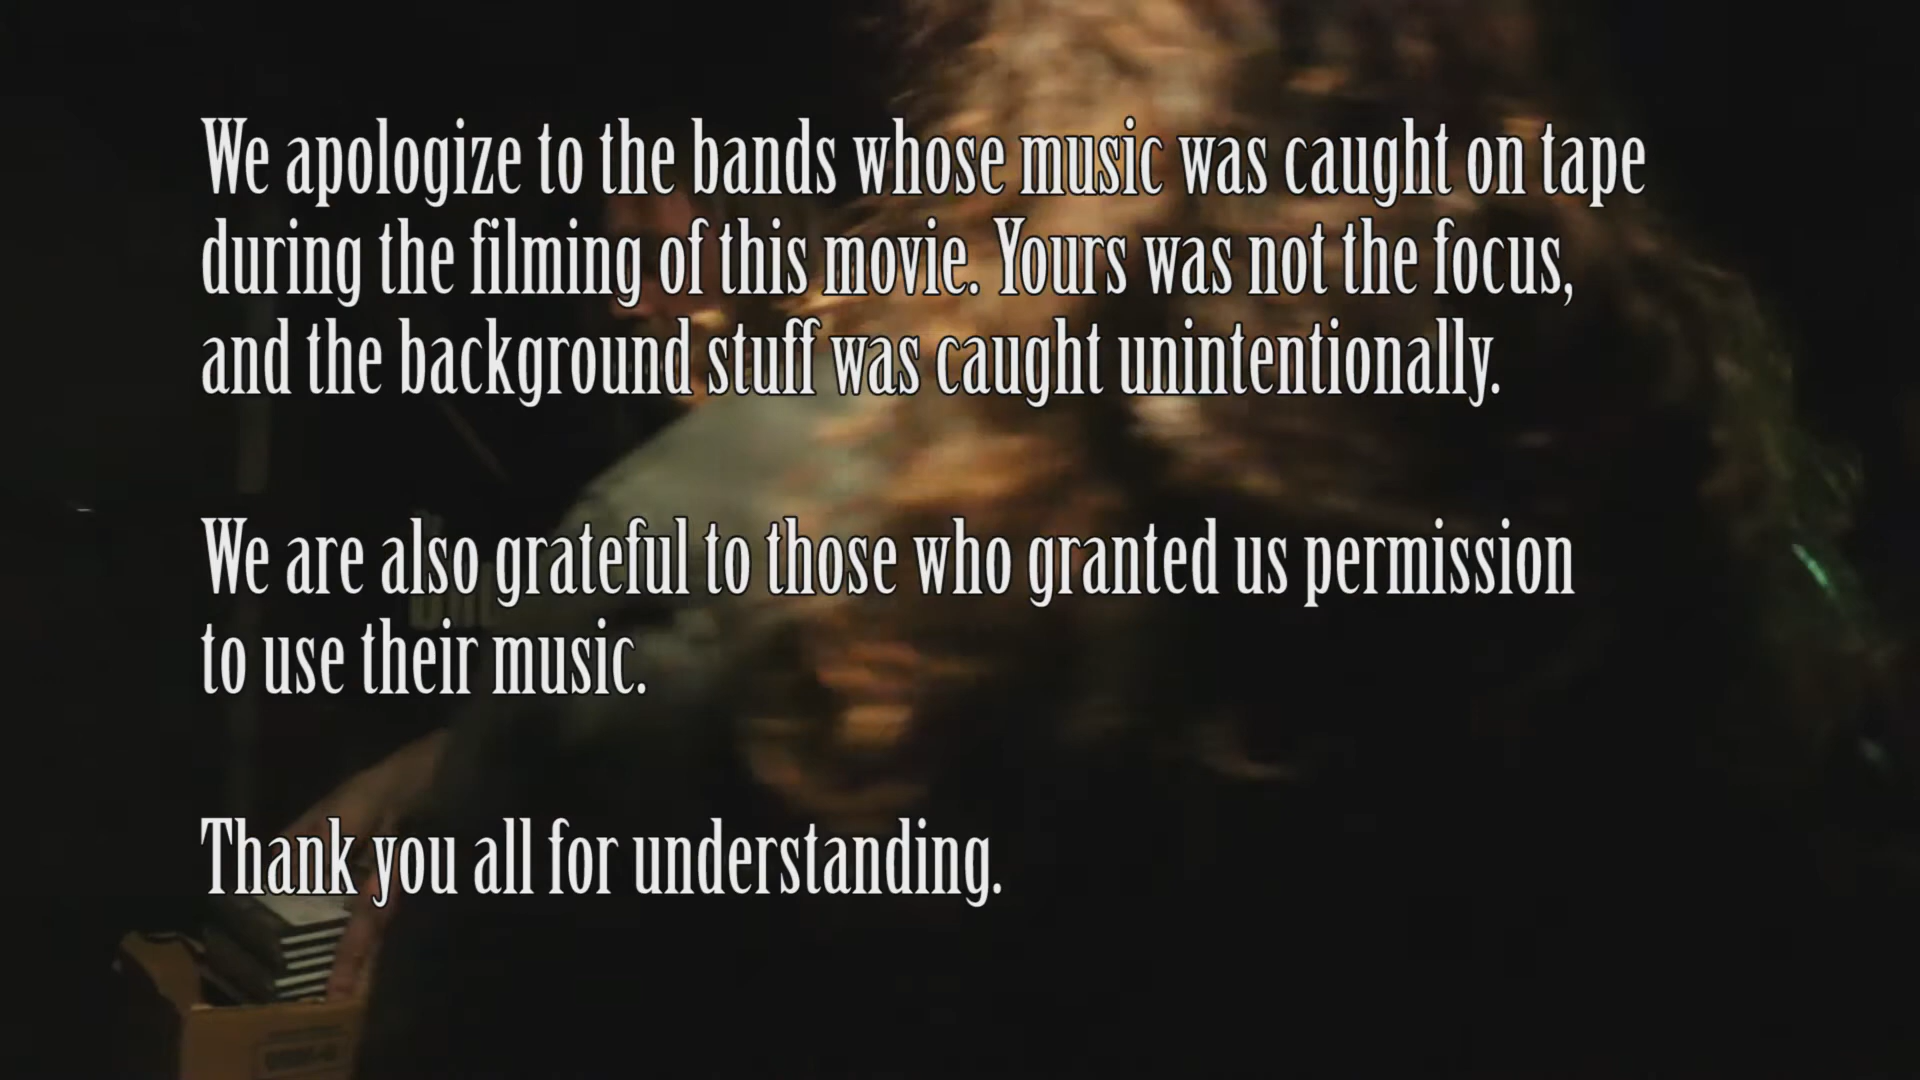 We apologize to the bands whose music was caught on tape
during the filming of this movie. Yours was not the focus,
and the background stuff was caught unintentionally.
We are also grateful to those who granted us permission
to use their music.
Thank you all for understanding.